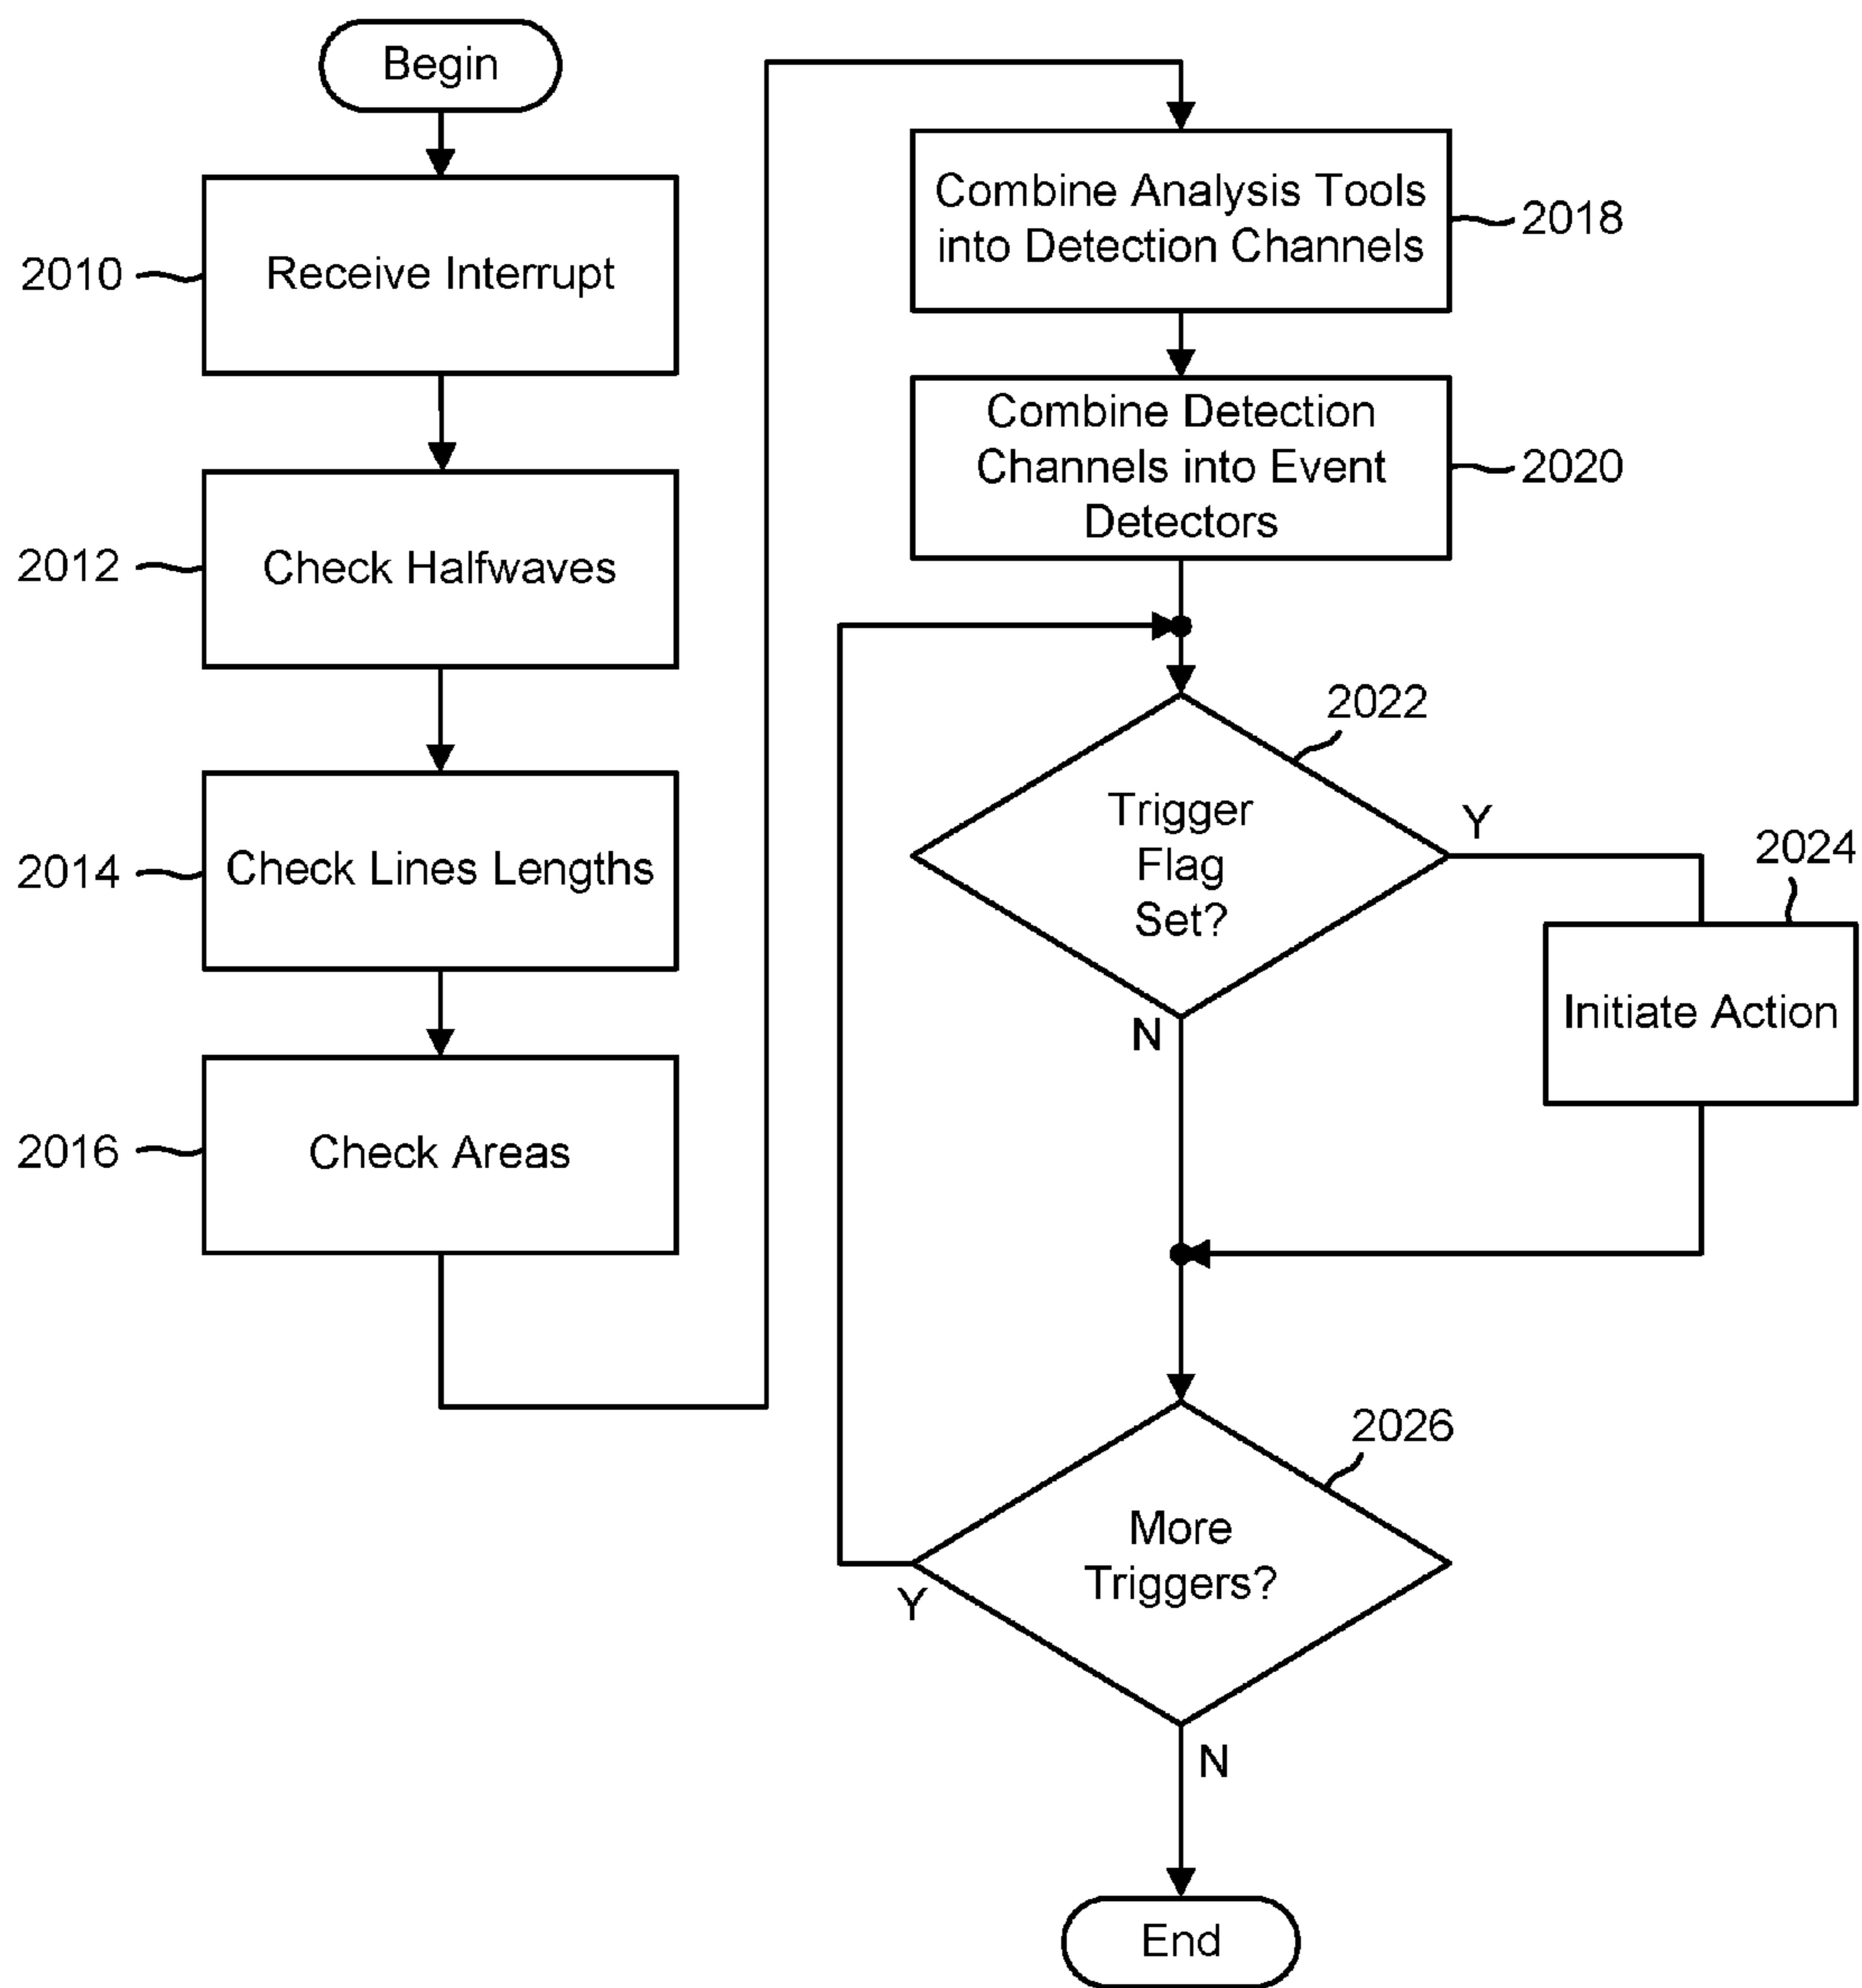 Begin
2010
Receive Interrupt
2012
Check Halfwaves
2014
Check Lines Lengths
2016
Check Areas
Combine Analysis Tools
into Detection Channels
2018
Combine Detection
Channels into Event
Detectors
2020
2022
Trigger
Flag
Set?
Y
N
2024
Initiate Action
2026
More
Triggers?
Y
N
End